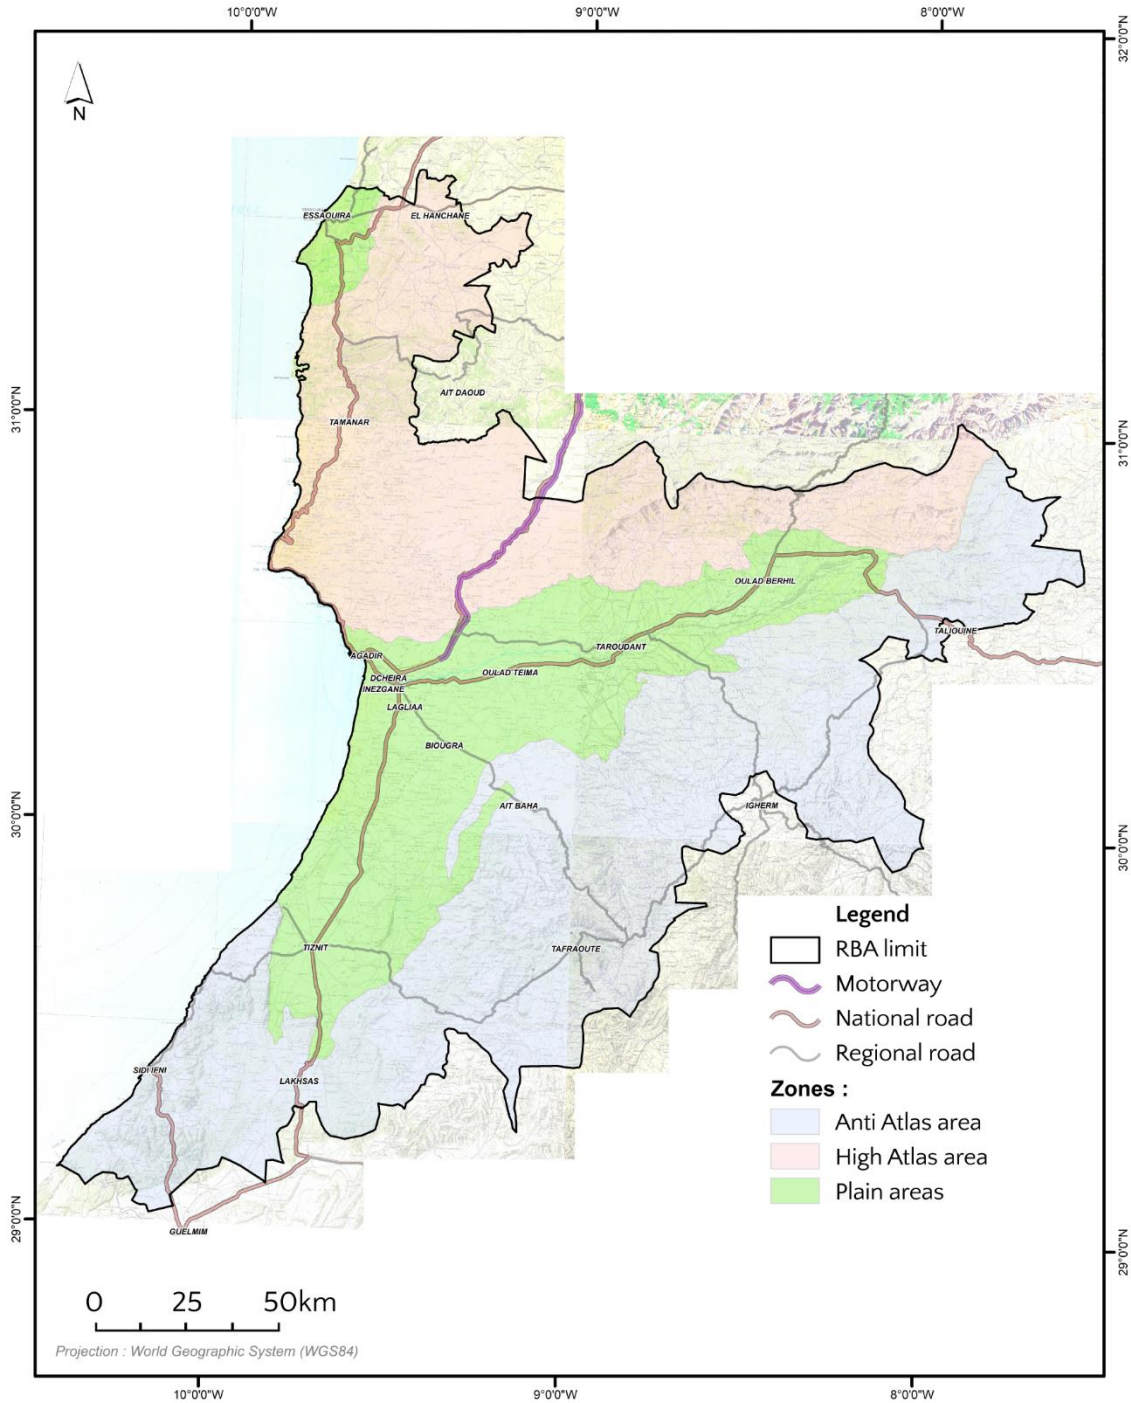 10°0'0"W
9°0'0"W
8°0'0"W
32°0'0"N
N
ESSAOUIRA
EL HANCHANE
AIT DAOUD
31°0'0"N
TAMANAR
31°0'0"N
OULAD BERHIL
TALIOUINE
TAROUDANT
AGADIR
OULAD TEIMA
DCHEIRA
INEZGANE
LAGLIAA
BIOUGRA
30°0'0"N
AIT BAHA
IGHERM
30°0'0"N
TIZNIT
TAFRAOUTE
SIDI IFNI
LAKHSAS
29°0'0"N
GUELMIM
29°0'0"N
Legend
RBA limit
Motorway
National road
Regional road
Zones :
Anti Atlas area
High Atlas area
Plain areas
0 25 50km
Projection : World Geographic System (WGS84)
10°0'0"W
9°0'0"W
8°0'0"W